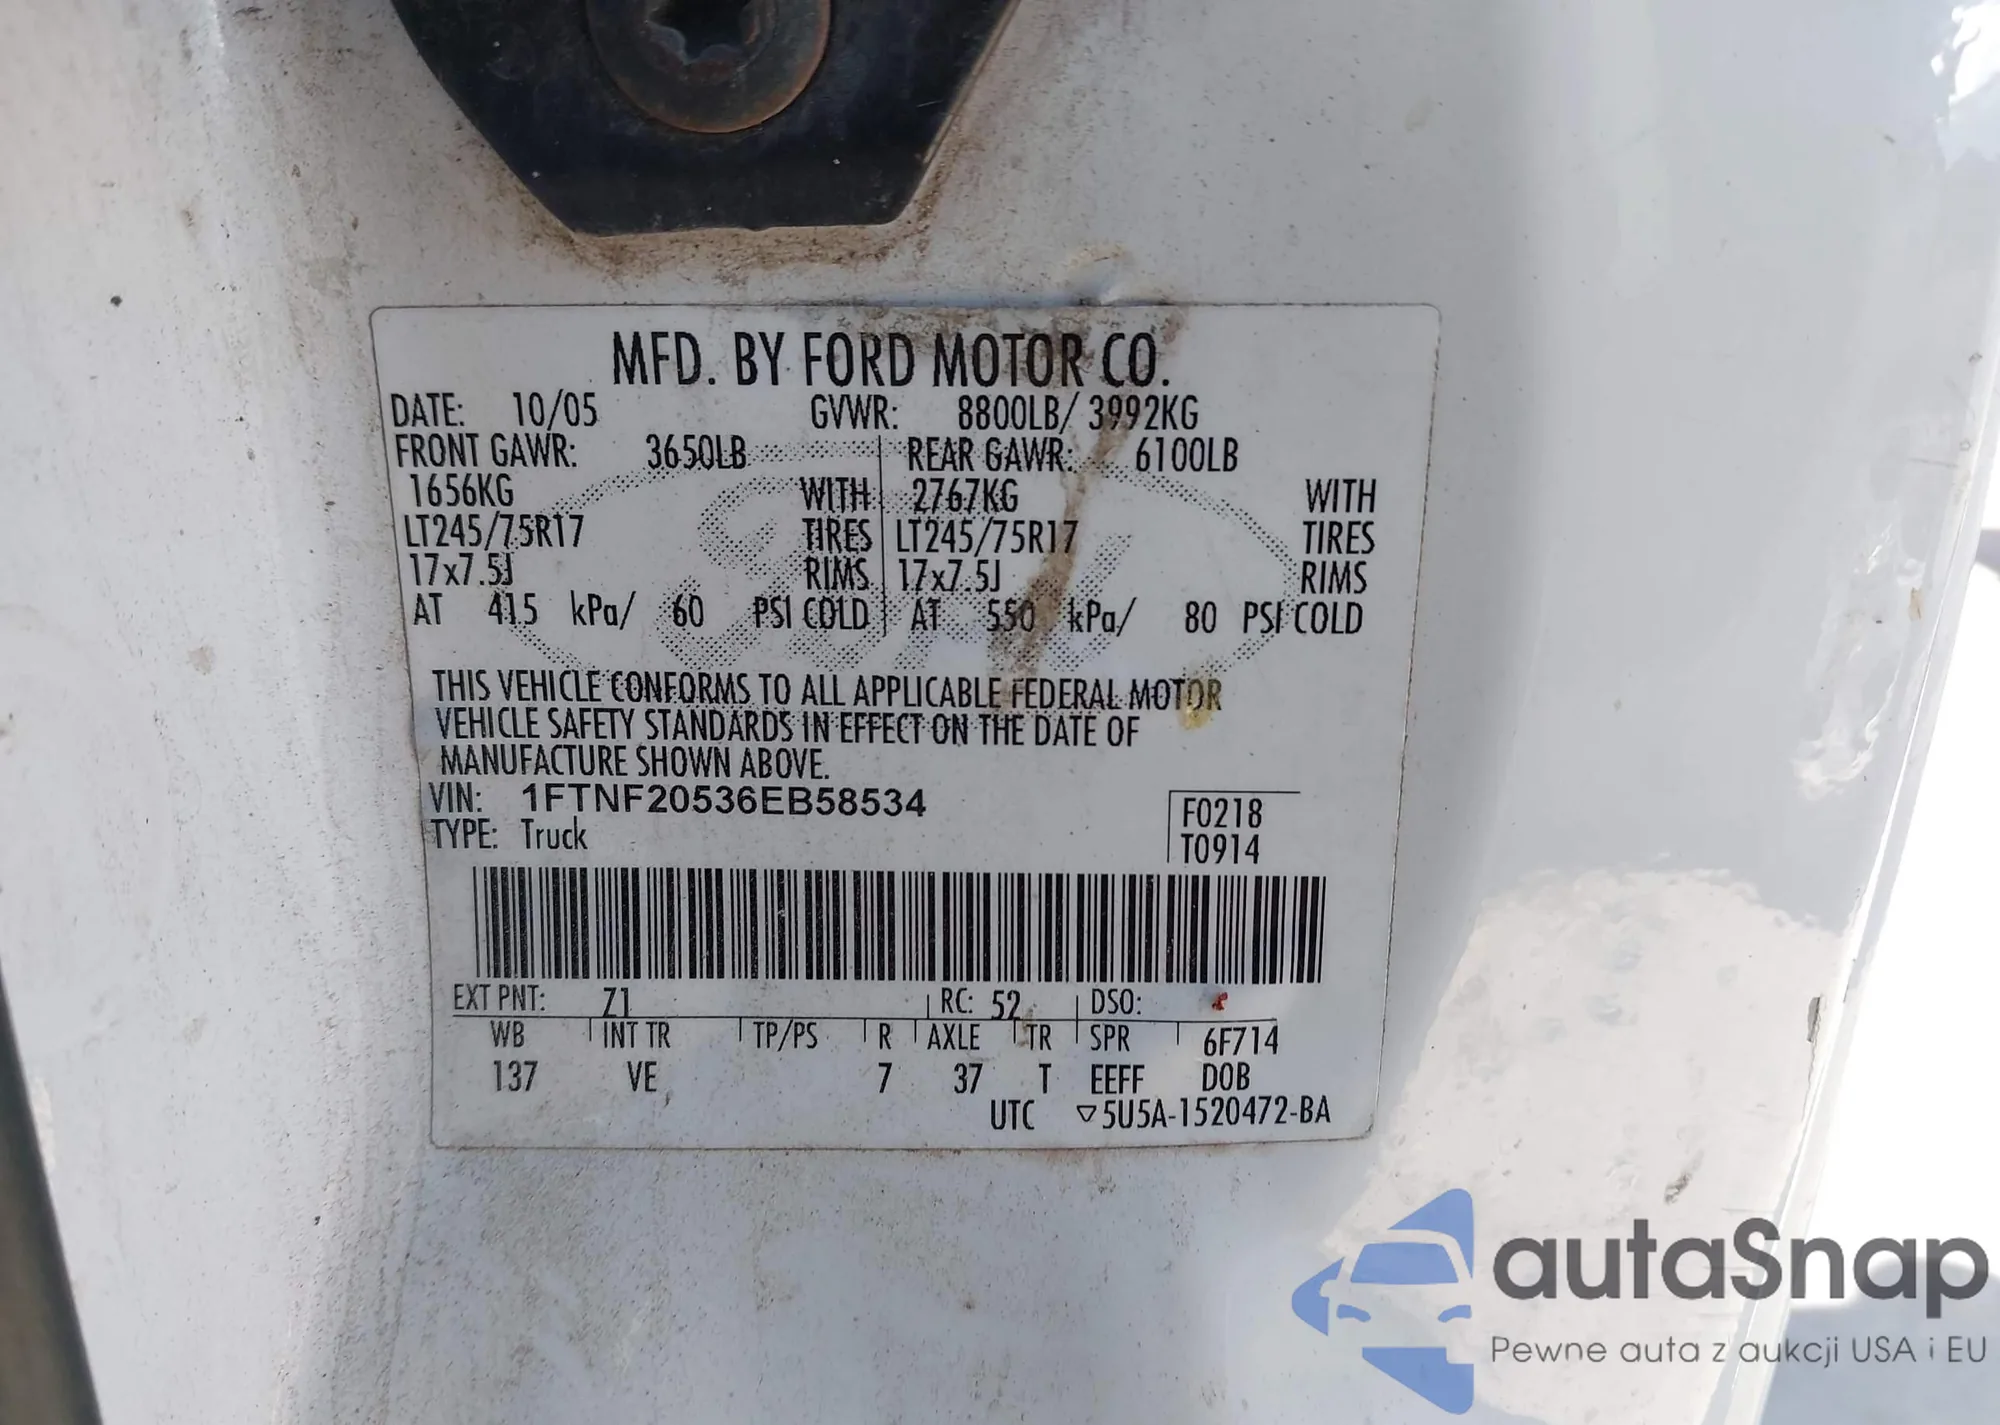 MFD. BY FORD MOTOR CO.
DATE: 10/05 GVWR: 8800LB/ 3992KG
FRONT GAWR: 3650LB REAR GAWR: 6100LB
1656KG WITH 2767KG WITH
LT245/75R17 TIRES LT245/75R17 TIRES
17x7.5J RIMS 17x7.5J RIMS
AT 415 kPa/ 60 PSI COLD AT 550 kPa/ 80 PSI COLD
THIS VEHICLE CONFORMS TO ALL APPLICABLE FEDERAL MOTOR
VEHICLE SAFETY STANDARDS IN EFFECT ON THE DATE OF
MANUFACTURE SHOWN ABOVE.
VIN: 1FTNF20536EB58534 F0218
TYPE: Truck T0914
EXT PNT: Z1 RC: 52 DSO:
WB INT TR TP/PS R AXLE TR SPR 6F714
137 VE 7 37 T EEFF DOB
UTC ▽5U5A-1520472-BA
autaSnap
Pewne auta z aukcji USA i EU